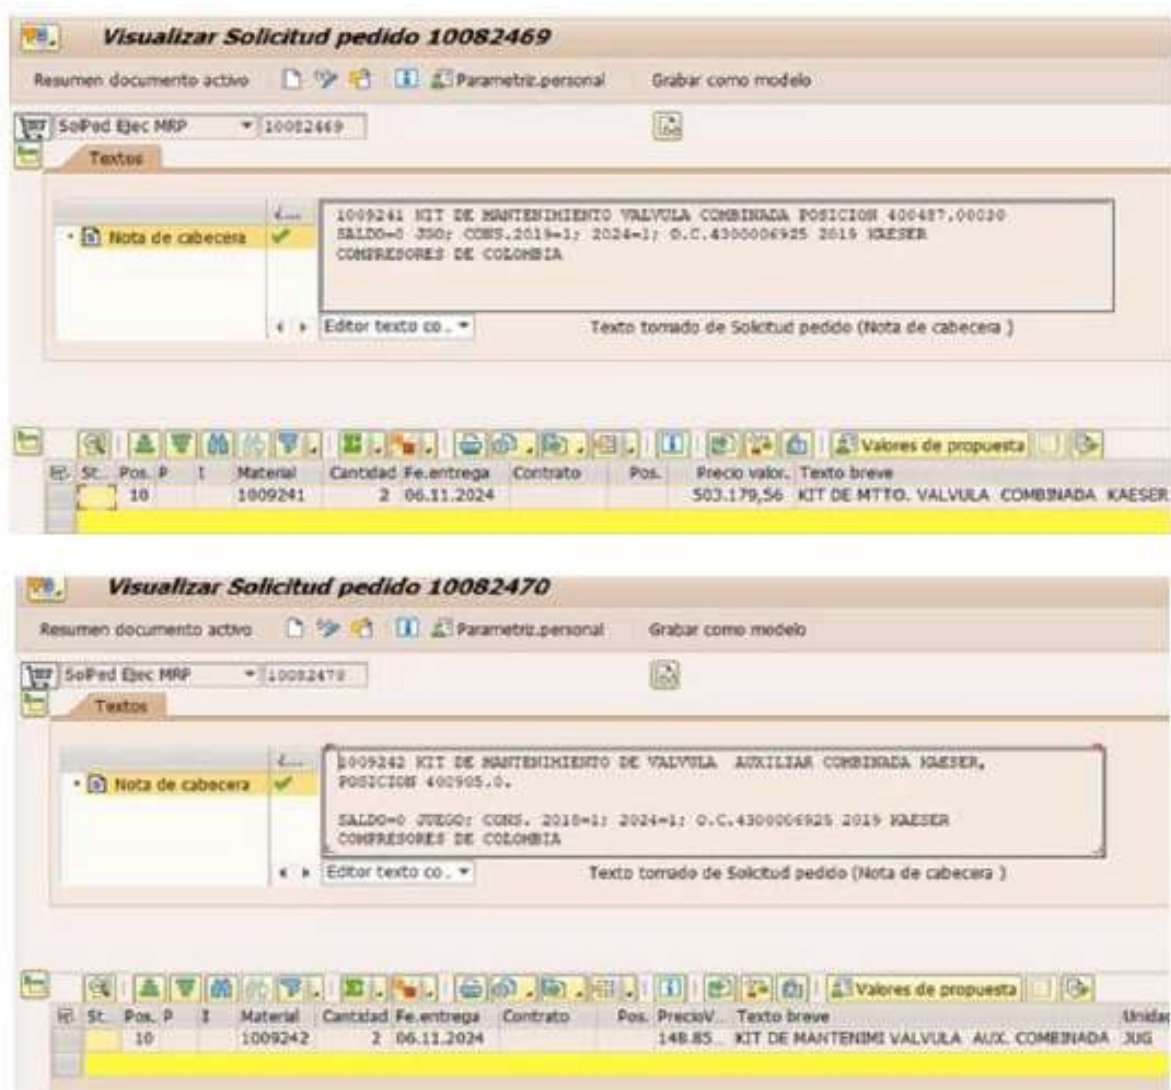 Visualizar Solicitud pedido 10082469
Resumen documento activo Parametriz.personal Grabar como modelo
SolPed Ejec MRP 10082469
Textos
Nota de cabecera
1009241 KIT DE MANTENIMIENTO VALVULA COMBINADA POSICION 400487.00030
SALDO=0 JGO; CONS.2019=1; 2024=1; O.C.4300006925 2019 KAESER
COMPRESORES DE COLOMBIA
Editor texto co.. Texto tomado de Solicitud pedido (Nota de cabecera )
Valores de propuesta
St... Pos. P I Material Cantidad Fe.entrega Contrato Pos. Precio valor. Texto breve
10 1009241 2 06.11.2024 503.179,56 KIT DE MTTO. VALVULA COMBINADA KAESER
Visualizar Solicitud pedido 10082470
Resumen documento activo Parametriz.personal Grabar como modelo
SolPed Ejec MRP 10082470
Textos
Nota de cabecera
1009242 KIT DE MANTENIMIENTO DE VALVULA AUXILIAR COMBINADA KAESER,
POSICION 400905.0.
SALDO=0 JUEGO; CONS. 2018=1; 2024=1; O.C.4300006925 2019 KAESER
COMPRESORES DE COLOMBIA
Editor texto co.. Texto tomado de Solicitud pedido (Nota de cabecera )
Valores de propuesta
St. Pos. P I Material Cantidad Fe.entrega Contrato Pos. PrecioV... Texto breve Unidad
10 1009242 2 06.11.2024 148.85... KIT DE MANTENIMI VALVULA AUX. COMBINADA JUG